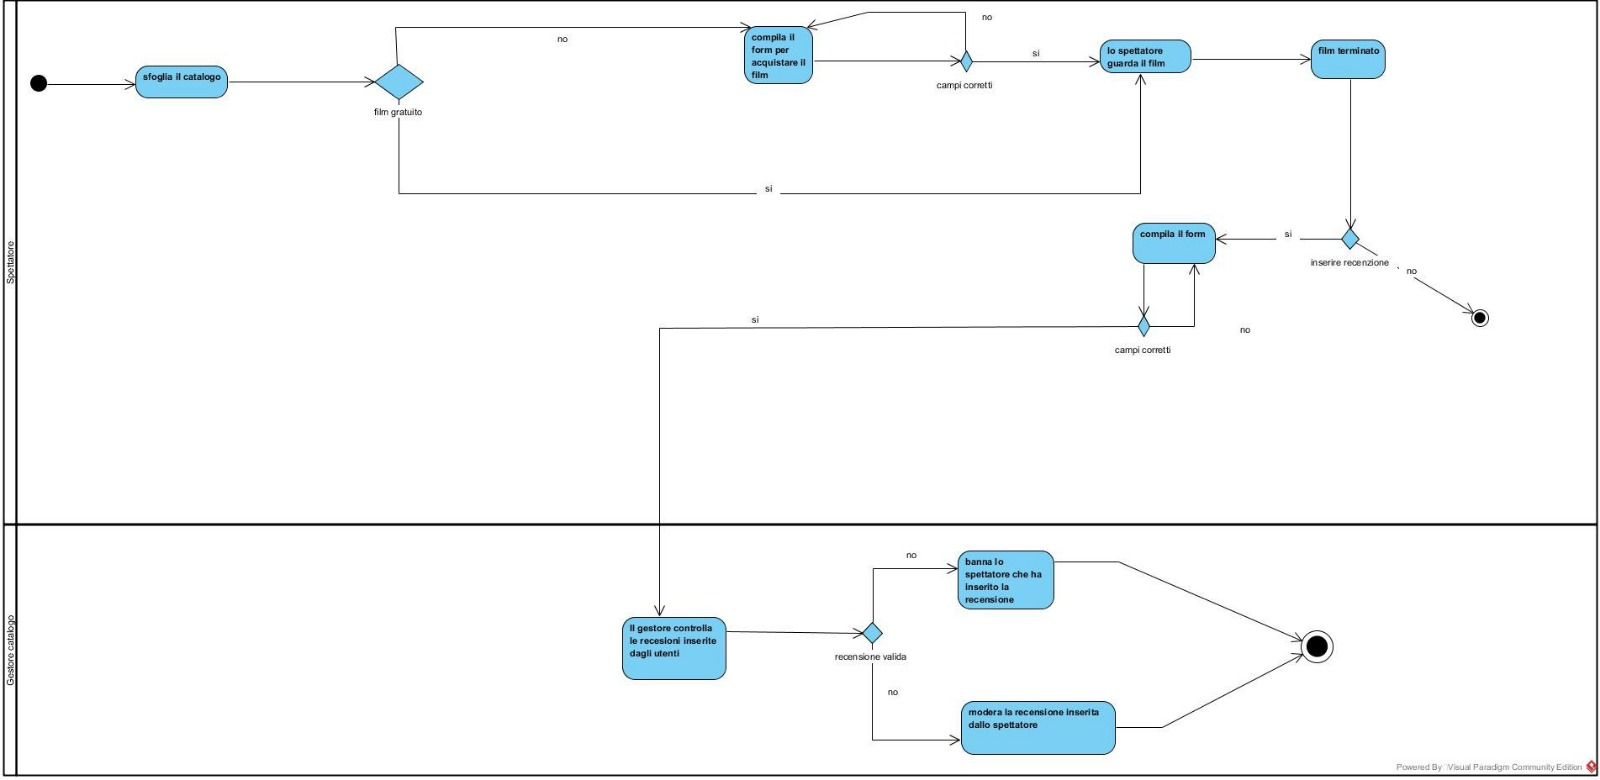 Spettatore
sfoglia il catalogo
film gratuito
no
compila il
form per
acquistare il
film
no
campi corretti
si
lo spettatore
guarda il film
film terminato
si
compila il form
si
inserire recenzione
no
campi corretti
no
si
Gestore catalogo
Il gestore controlla
le recesioni inserite
dagli utenti
recensione valida
no
banna lo
spettatore che ha
inserito la
recensione
no
modera la recensione inserita
dallo spettatore
Powered By Visual Paradigm Community Edition